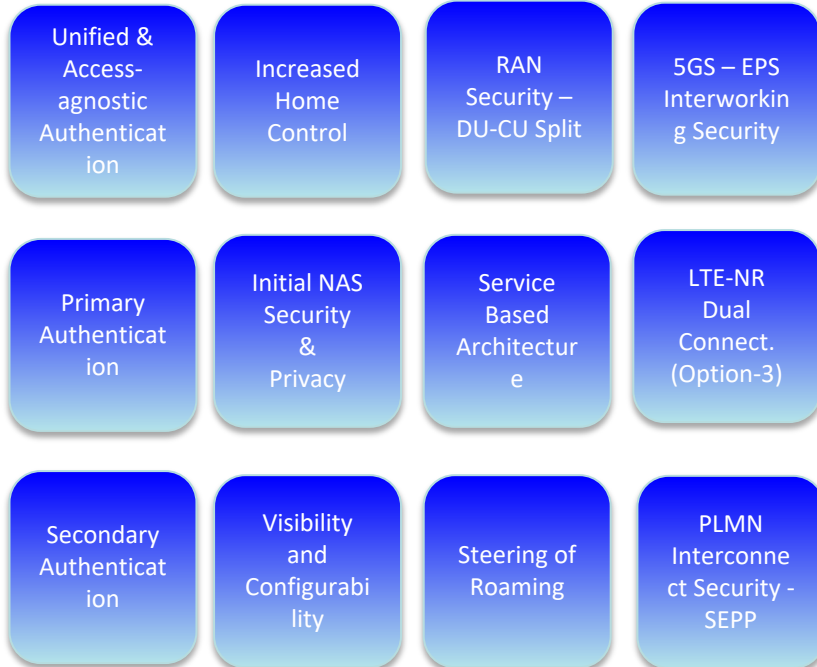 Unified &
Access-
agnostic
Authenticat
ion
Increased
Home
Control
RAN
Security –
DU-CU Split
5GS – EPS
Interworkin
g Security
Primary
Authenticat
ion
Initial NAS
Security
&
Privacy
Service
Based
Architectur
e
LTE-NR
Dual
Connect.
(Option-3)
Secondary
Authenticat
ion
Visibility
and
Configurabi
lity
Steering of
Roaming
PLMN
Interconne
ct Security -
SEPP